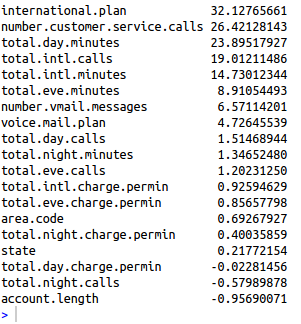 international.plan 32.12765661
number.customer.service.calls 26.42128143
total.day.minutes 23.89517927
total.intl.calls 19.01211486
total.intl.minutes 14.73012344
total.eve.minutes 8.91054493
number.vmail.messages 6.57114201
voice.mail.plan 4.72645539
total.day.calls 1.51468944
total.night.minutes 1.34652480
total.eve.calls 1.20231250
total.intl.charge.permin 0.92594629
total.eve.charge.permin 0.85657798
area.code 0.69267927
total.night.charge.permin 0.40035859
state 0.21772154
total.day.charge.permin -0.02281456
total.night.calls -0.57989878
account.length -0.95690071
>